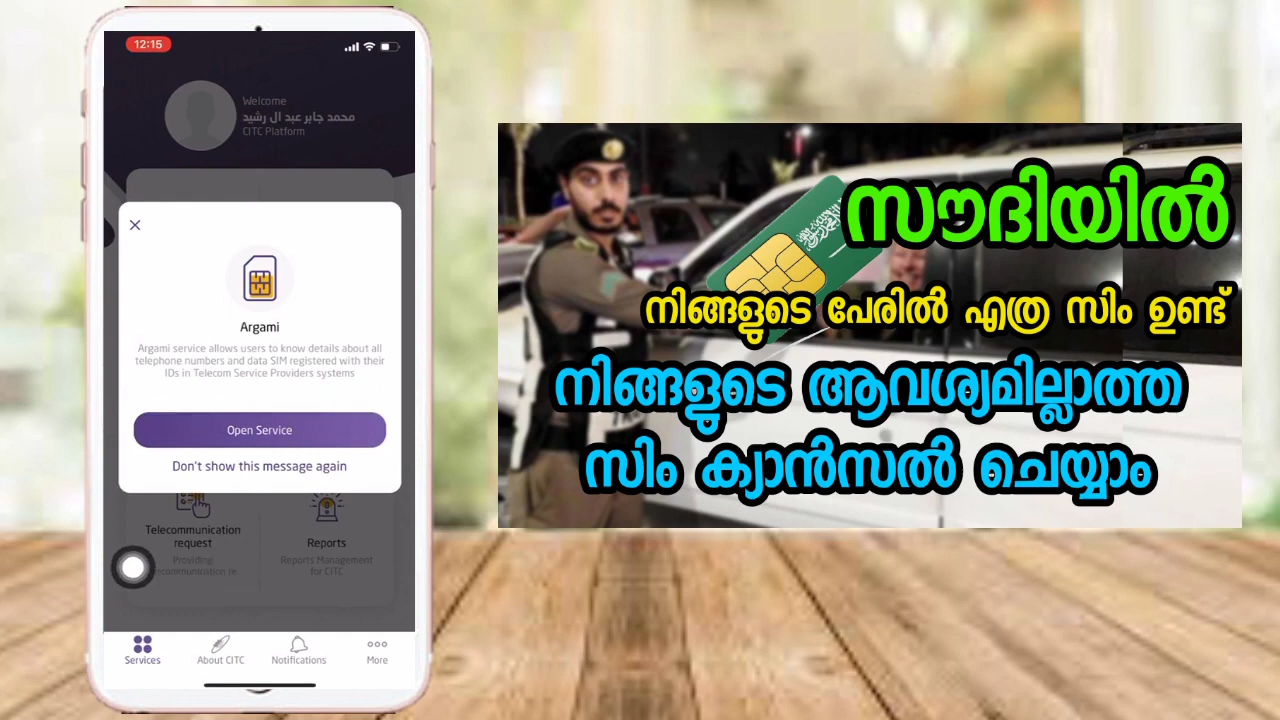 12:15
Welcome
محمد جابر عبد ال رشيد
CITC Platform
Argami
Argami service allows users to know details about all
telephone numbers and data SIM registered with their
IDs in Telecom Service Providers systems
Open Service
Don't show this message again
Telecommunication
request
Providing
Reports
Reports Management
for CITC
Services
About CITC
Notifications
More
സൗദിയിൽ
നിങ്ങളുടെ പേരിൽ എത്ര സിം ഉണ്ട്
നിങ്ങളുടെ ആവശ്യമില്ലാത്ത
സിം ക്യാൻസൽ ചെയ്യാം